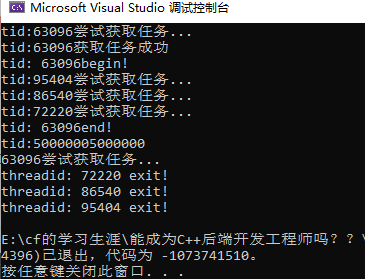 Microsoft Visual Studio 调试控制台
tid:63096尝试获取任务...
tid:63096获取任务成功
tid: 63096begin!
tid:95404尝试获取任务...
tid:86540尝试获取任务...
tid:72220尝试获取任务...
tid: 63096end!
tid:50000005000000
63096尝试获取任务...
threadid: 72220 exit!
threadid: 86540 exit!
threadid: 95404 exit!
E:\cf的学习生涯\能成为C++后端开发工程师吗？？\
4396)已退出，代码为 -1073741510。
按任意键关闭此窗口. . .